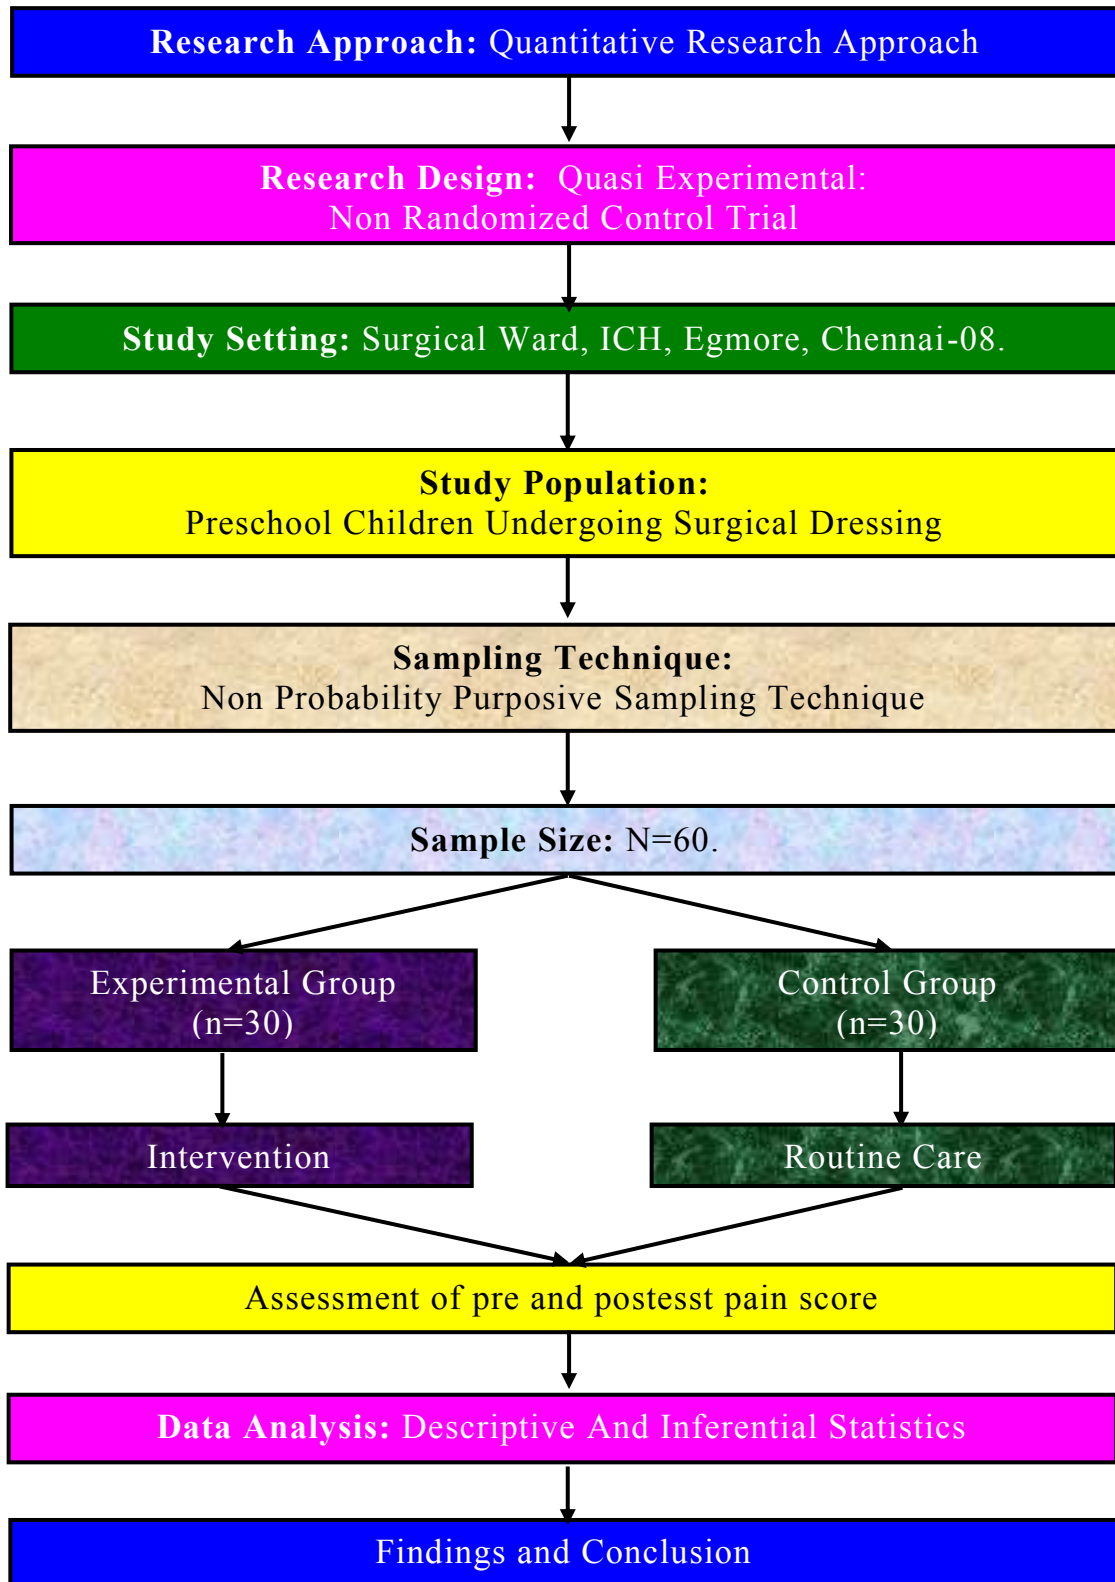 Research Approach: Quantitative Research Approach
Research Design: Quasi Experimental:
Non Randomized Control Trial
Study Setting: Surgical Ward, ICH, Egmore, Chennai-08.
Study Population:
Preschool Children Undergoing Surgical Dressing
Sampling Technique:
Non Probability Purposive Sampling Technique
Sample Size: N=60.
Experimental Group
(n=30)
Control Group
(n=30)
Intervention
Routine Care
Assessment of pre and postesst pain score
Data Analysis: Descriptive And Inferential Statistics
Findings and Conclusion